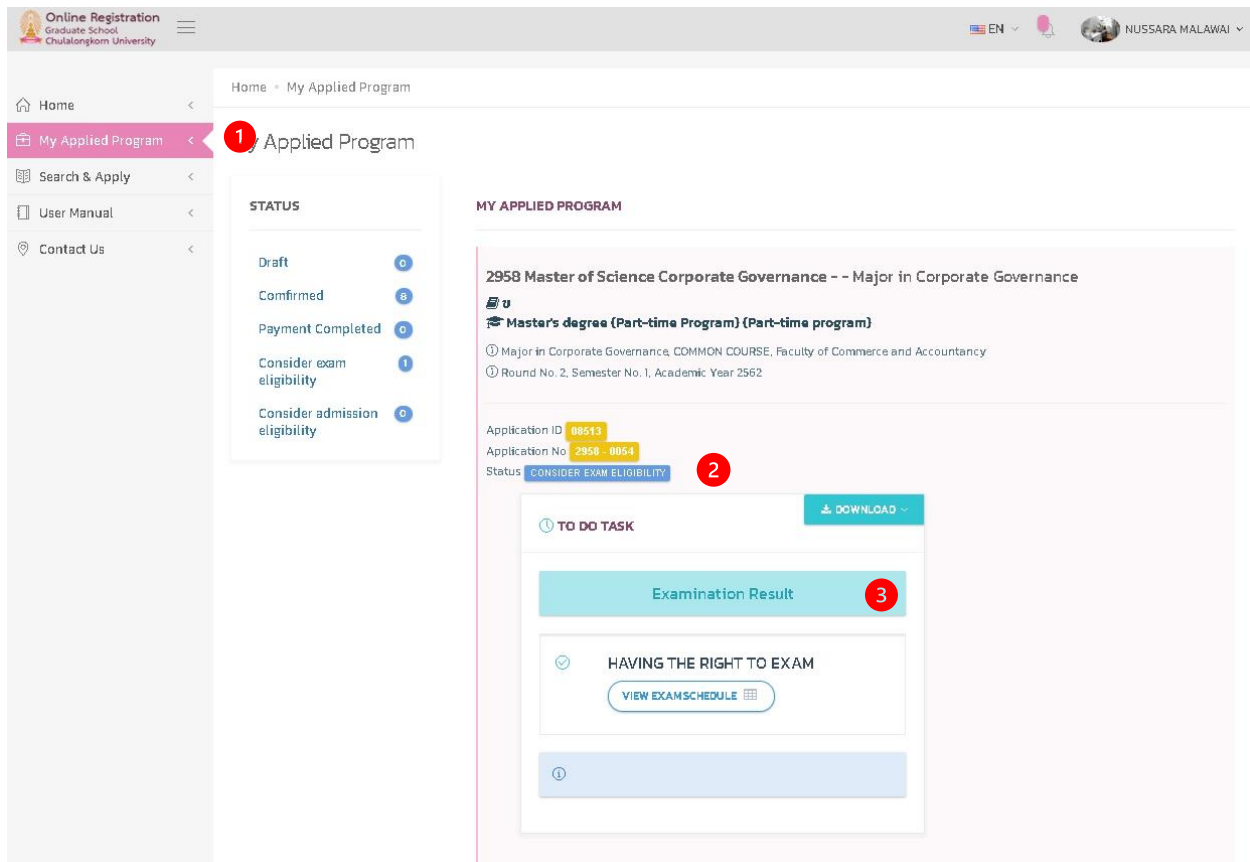 Online Registration
Graduate School
Chulalongkorn University
EN
NUSSARA MALAWAI
Home
My Applied Program
Search & Apply
User Manual
Contact Us
Home • My Applied Program
1
y Applied Program
STATUS
Draft 0
Comfirmed 8
Payment Completed 0
Consider exam 1
eligibility
Consider admission 0
eligibility
MY APPLIED PROGRAM
2958 Master of Science Corporate Governance - - Major in Corporate Governance
ข
Master's degree (Part-time Program) (Part-time program)
Major in Corporate Governance, COMMON COURSE, Faculty of Commerce and Accountancy
Round No. 2, Semester No. 1, Academic Year 2562
Application ID 08513
Application No 2958 - 0054
Status CONSIDER EXAM ELIGIBILITY
2
TO DO TASK
DOWNLOAD
Examination Result
3
HAVING THE RIGHT TO EXAM
VIEW EXAMSCHEDULE